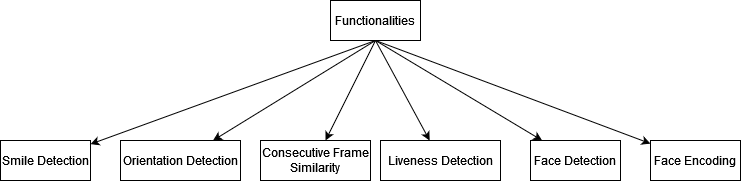 Functionalities
Smile Detection
Orientation Detection
Consecutive Frame
Similarity
Liveness Detection
Face Detection
Face Encoding